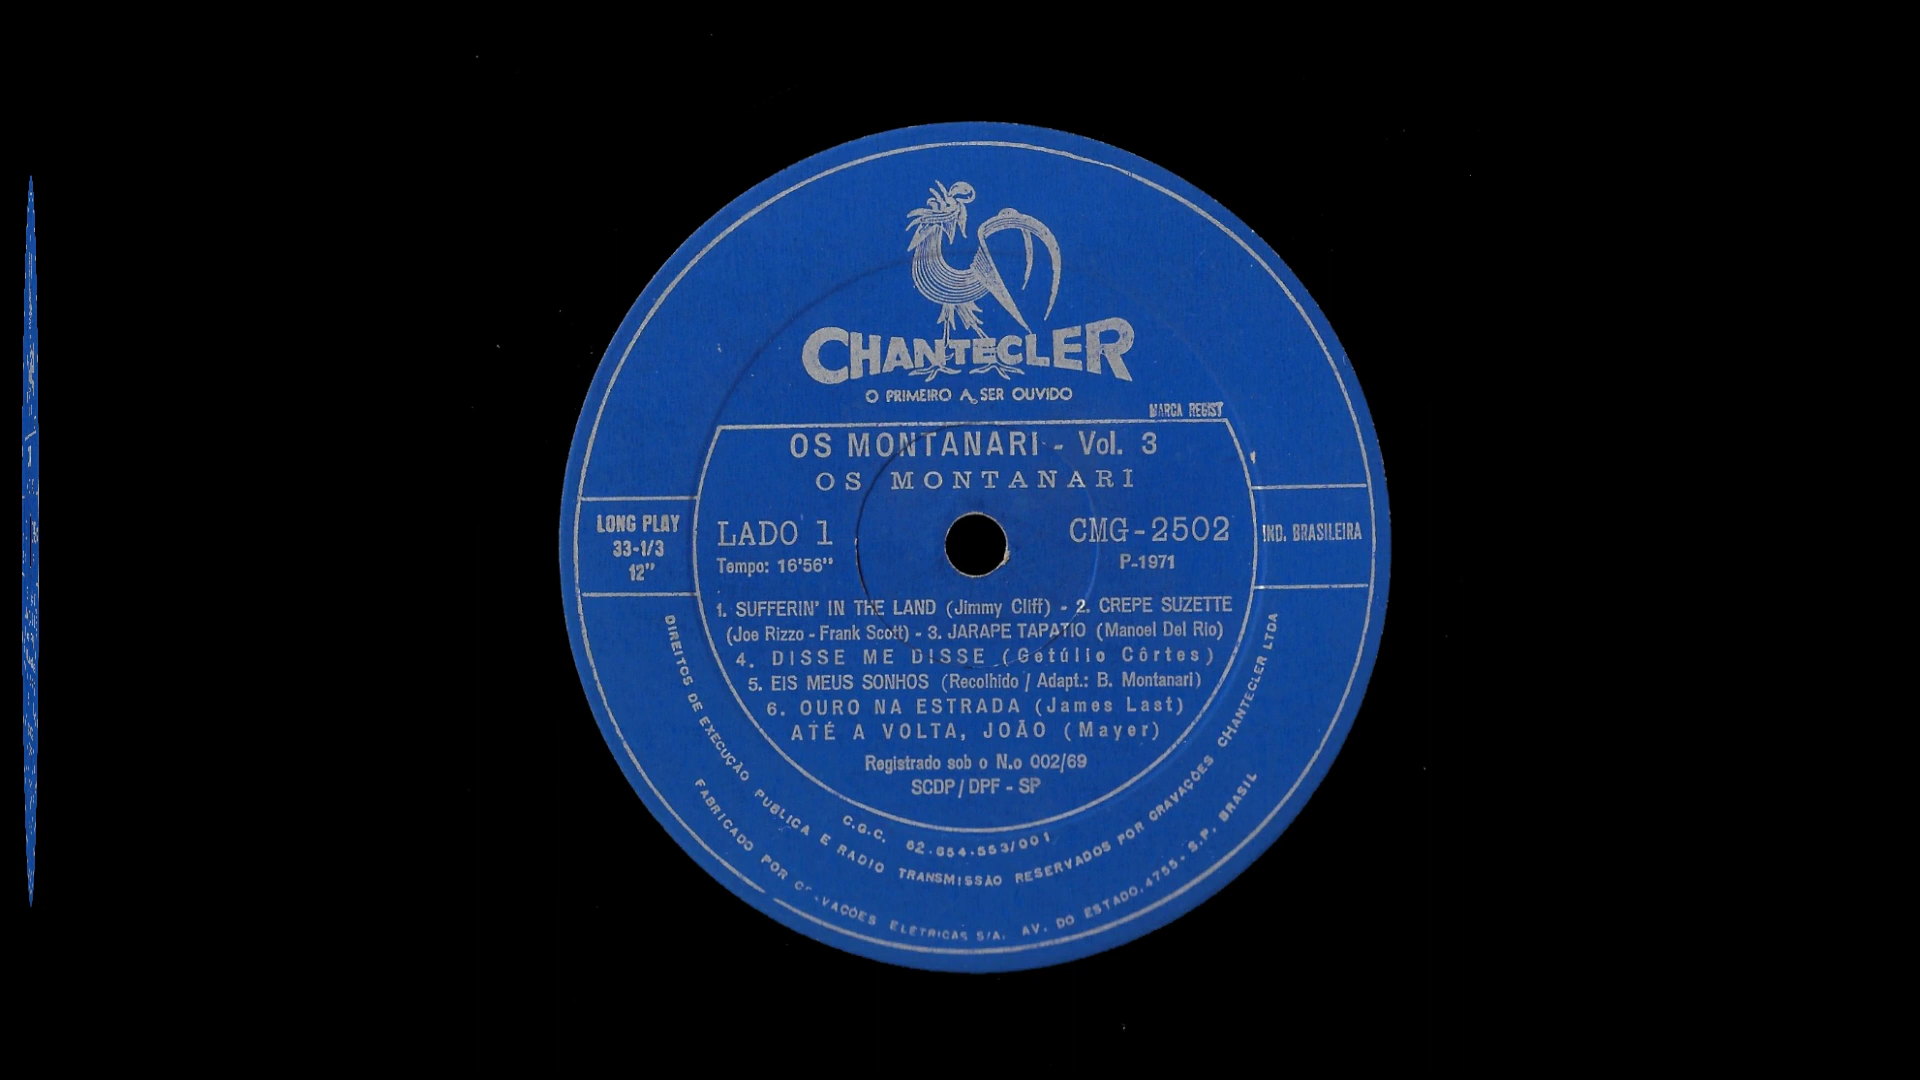 CHANTECLER
O PRIMEIRO A SER OUVIDO
MARCA REGIST
OS MONTANARI - Vol. 3
OS MONTANARI
LONG PLAY
33-1/3
12"
LADO 1
Tempo: 16'56"
CMG-2502
P-1971
IND. BRASILEIRA
1. SUFFERIN' IN THE LAND (Jimmy Cliff) - 2. CREPE SUZETTE
(Joe Rizzo - Frank Scott) - 3. JARAPE TAPATIO (Manoel Del Rio)
4. DISSE ME DISSE (Getúlio Côrtes)
5. EIS MEUS SONHOS (Recolhido / Adapt.: B. Montanari)
6. OURO NA ESTRADA (James Last)
ATÉ A VOLTA, JOÃO (Mayer)
Registrado sob o N.o 002/69
SCDP / DPF - SP
C.G.C. 62.654.553/001
DIREITOS DE EXECUÇÃO PUBLICA E RADIO TRANSMISSÃO RESERVADOS POR GRAVAÇÕES CHANTECLER LTDA
FABRICADO POR ELÉTRICAS S/A. AV. DO ESTADO, 4755 - S.P. BRASIL